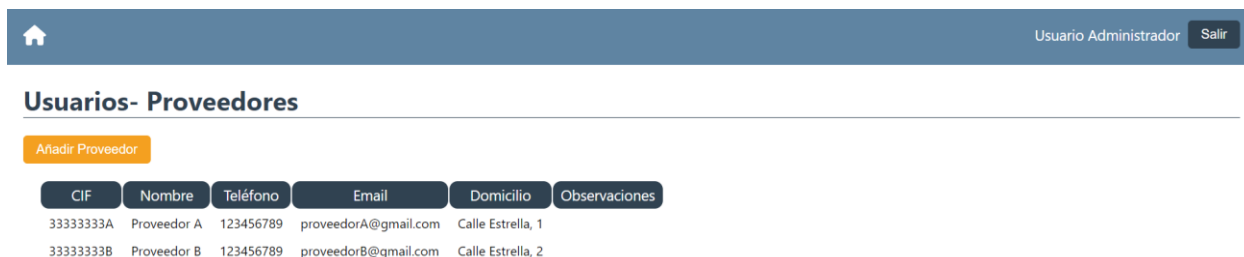 Usuario Administrador Salir
Usuarios- Proveedores
Añadir Proveedor
CIF Nombre Teléfono Email Domicilio Observaciones
33333333A Proveedor A 123456789 proveedorA@gmail.com Calle Estrella, 1
33333333B Proveedor B 123456789 proveedorB@gmail.com Calle Estrella, 2